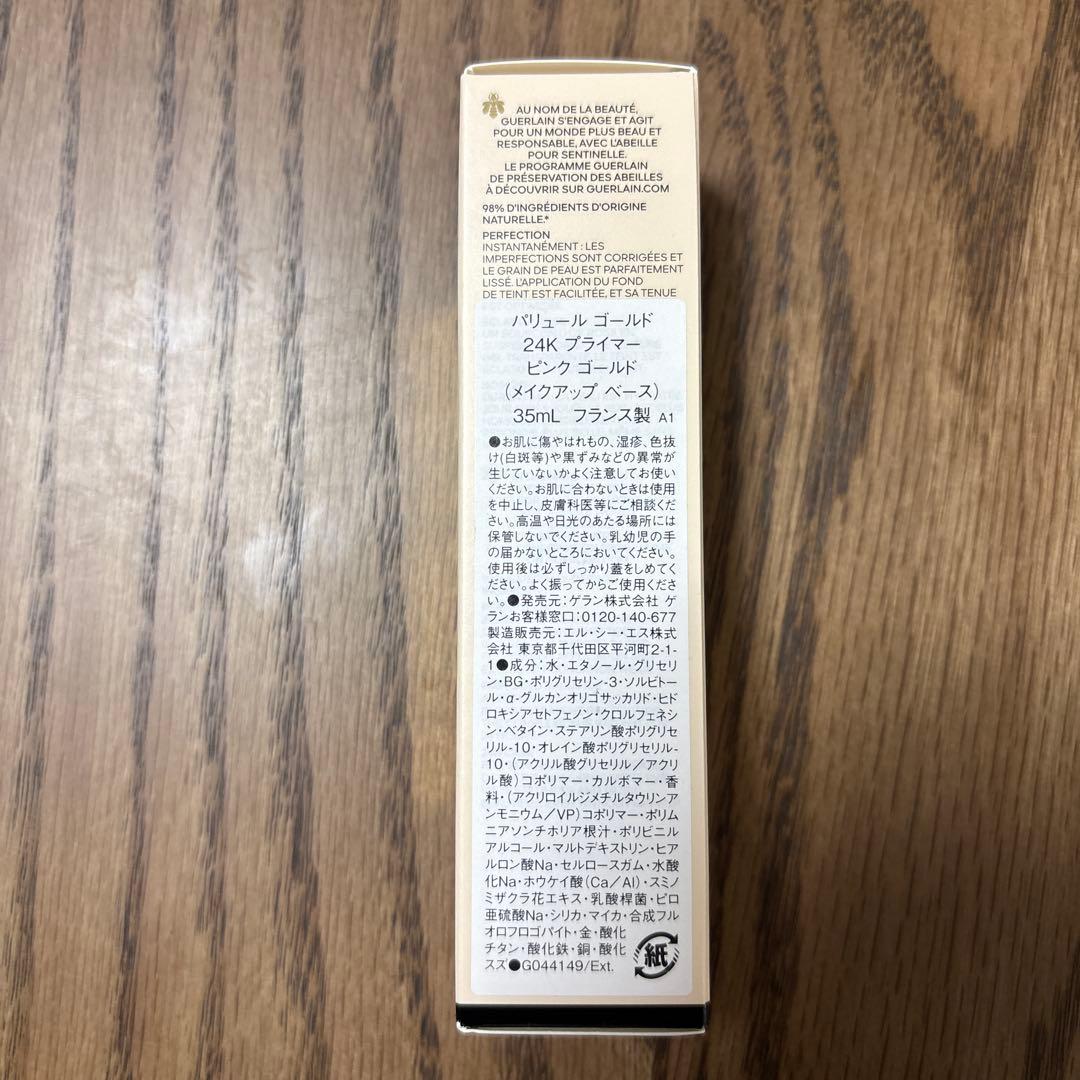 AU NOM DE LA BEAUTÉ,
GUERLAIN S'ENGAGE ET AGIT
POUR UN MONDE PLUS BEAU ET
RESPONSABLE, AVEC L'ABEILLE
POUR SENTINELLE.
LE PROGRAMME GUERLAIN
DE PRÉSERVATION DES ABEILLES
À DÉCOUVRIR SUR GUERLAIN.COM
98% D'INGRÉDIENTS D'ORIGINE
NATURELLE.*
PERFECTION
INSTANTANÉMENT : LES
IMPERFECTIONS SONT CORRIGÉES ET
LE GRAIN DE PEAU EST PARFAITEMENT
LISSÉ. L'APPLICATION DU FOND
DE TEINT EST FACILITÉE, ET SA TENUE
パリュール ゴールド
24K プライマー
ピンク ゴールド
(メイクアップ ベース)
35mL フランス製 A1
●お肌に傷やはれもの、湿疹、色抜
け(白斑等)や黒ずみなどの異常が
生じていないかよく注意してお使い
ください。お肌に合わないときは使用
を中止し、皮膚科医等にご相談くだ
さい。高温や日光のあたる場所には
保管しないでください。乳幼児の手
の届かないところにおいてください。
使用後は必ずしっかり蓋をしめてく
ださい。よく振ってからご使用くださ
い。●発売元:ゲラン株式会社 ゲ
ランお客様窓口:0120-140-677
製造販売元:エル・シー・エス株式
会社 東京都千代田区平河町2-1-
1●成分:水・エタノール・グリセリ
ン・BG・ポリグリセリン-3・ソルビト
ール・α-グルカンオリゴサッカリド・ヒド
ロキシアセトフェノン・クロルフェネシ
ン・ベタイン・ステアリン酸ポリグリセ
リル-10・オレイン酸ポリグリセリル-
10・(アクリル酸グリセリル/アクリ
ル酸)コポリマー・カルボマー・香
料・(アクリロイルジメチルタウリンア
ンモニウム/VP)コポリマー・ポリム
ニアソンチホリア根汁・ポリビニル
アルコール・マルトデキストリン・ヒア
ルロン酸Na・セルロースガム・水酸
化Na・ホウケイ酸(Ca/Al)・スミノ
ミザクラ花エキス・乳酸桿菌・ピロ
亜硫酸Na・シリカ・マイカ・合成フル
オロフロゴパイト・金・酸化
チタン・酸化鉄・銅・酸化
スズ●G044149/Ext.
紙